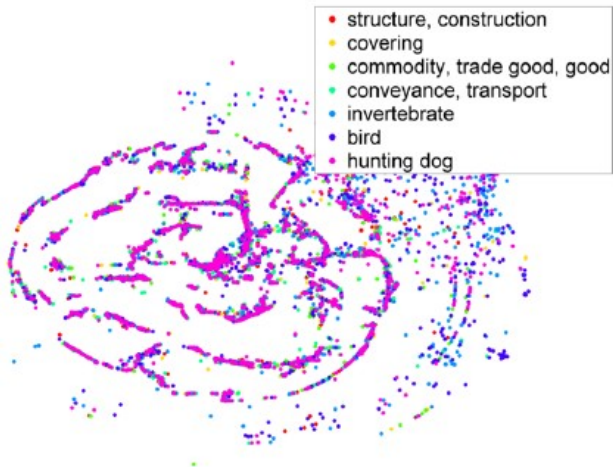 structure, construction
covering
commodity, trade good, good
conveyance, transport
invertebrate
bird
hunting dog